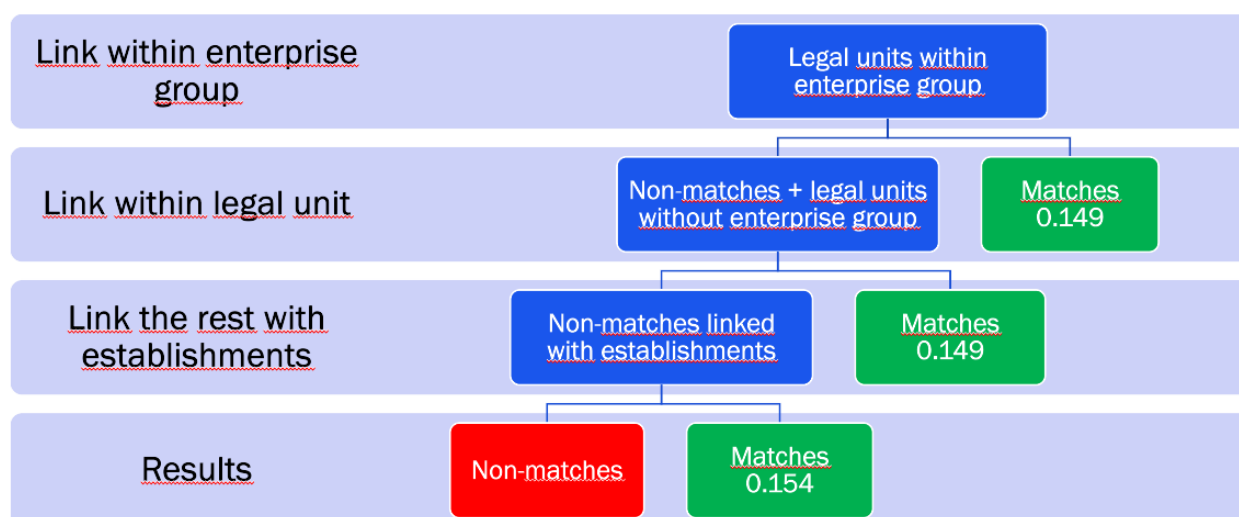 Link within enterprise
group
Legal units within
enterprise group
Link within legal unit
Non-matches + legal units
without enterprise group
Matches
0.149
Link the rest with
establishments
Non-matches linked
with establishments
Matches
0.149
Results
Non-matches
Matches
0.154